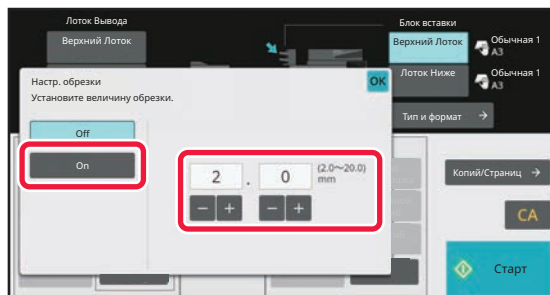 Лоток Вывода
Верхний Лоток
Блок вставки
Верхний Лоток
Обычная 1
A3
Лоток Ниже
Обычная 1
A3
Тип и формат
Настр. обрезки
OK
Установите величину обрезки.
Off
On
2 . 0 (2.0~20.0) mm
− + − +
Копий/Страниц
CA
Старт